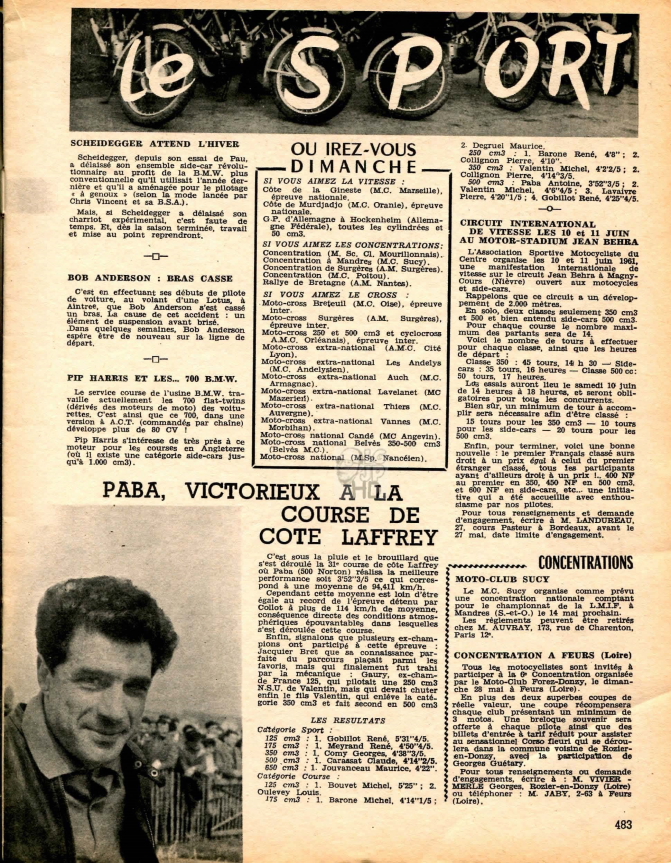 Le SPORT
SCHEIDEGGER ATTEND L'HIVER
Scheidegger, depuis son essai de Pau,
a délaissé son ensemble side-car révolu-
tionnaire au profit de la B.M.W. plus
conventionnelle qu'il utilisait l'année der-
nière et qu'il a aménagée pour le pilotage
« à genoux » (selon la mode lancée par
Chris Vincent et sa B.S.A.).
Mais, si Scheidegger a délaissé son
charriot expérimental, c'est faute de
temps. Et, dès la saison terminée, travail
et mise au point reprendront.
BOB ANDERSON : BRAS CASSE
C'est en effectuant ses débuts de pilote
de voiture, au volant d'une Lotus, à
Aintree, que Bob Anderson s'est cassé
un bras. La cause de cet accident : un
élément de suspension avant brisé.
Dans quelques semaines, Bob Anderson
espère être de nouveau sur la ligne de
départ.
PIP HARRIS ET LES... 700 B.M.W.
Le service course de l'usine B.M.W. tra-
vaille actuellement les 700 flat-twins
(dérivés des moteurs de moto) des voitu-
rettes. C'est ainsi que ce 700, dans une
version à A.C.T. (commandés par chaîne)
développe plus de 80 CV !
Pip Harris s'intéresse de très près à ce
moteur pour les courses en Angleterre
(où il existe une catégorie side-cars jus-
qu'à 1.000 cm3).
OU IREZ-VOUS
DIMANCHE
SI VOUS AIMEZ LA VITESSE :
Côte de la Gineste (M.C. Marseille),
épreuve nationale.
Côte de Murdjadjo (M.C. Oranie), épreuve
nationale.
G.P. d'Allemagne à Hockenheim (Allema-
gne Fédérale), toutes les cylindrées et
50 cm3.
SI VOUS AIMEZ LES CONCENTRATIONS:
Concentration (M. Sc. Cl. Mourillonnais).
Concentration à Mandres (M.C. Sucy).
Concentration de Surgères (A.M. Surgères).
Concentration (M.C. Poitou).
Rallye de Bretagne (A.M. Nantes).
SI VOUS AIMEZ LE CROSS :
Moto-cross Breteuil (M.C. Oise), épreuve
inter.
Moto-cross Surgères (A.M. Surgères),
épreuve inter.
Moto-cross 250 et 500 cm3 et cyclocross
A.M.C. Orléanais), épreuve inter.
Moto-cross extra-national (A.M.C. Cité
Lyon).
Moto-cross extra-national Les Andelys
(M.C. Andelysien).
Moto-cross extra-national Auch (M.C.
Armagnac).
Moto-cross extra-national Lavelanet (MC
Mazerien).
Moto-cross extra-national Thiers (M.C.
Auvergne).
Moto-cross extra-national Vannes (M.C.
Morbihan).
Moto-cross national Candé (MC Angevin).
Moto-cross national Belvès 350-500 cm3
(Belvès M.C.).
Moto-cross national (M.Sp. Nancéien).
PABA, VICTORIEUX A LA
COURSE DE
COTE LAFFREY
C'est sous la pluie et le brouillard que
s'est déroulé la 31e course de côte Laffrey
où Paba (500 Norton) réalisa la meilleure
performance soit 3'52"3/5 ce qui corres-
pond à une moyenne de 94,411 km/h.
Cependant cette moyenne est loin d'être
égale au record de l'épreuve détenu par
Collot à plus de 114 km/h de moyenne,
conséquence directe des conditions atmos-
phériques épouvantables dans lesquelles
s'est déroulée cette course.
Enfin, signalons que plusieurs ex-cham-
pions ont participé à cette épreuve :
Jacquier Bret que sa connaissance par-
faite du parcours plaçait parmi les
favoris, mais qui finalement fut trahi
par la mécanique : Gaury, ex-cham-
pion de France 125, qui pilotait une 250 cm3
N.S.U. de Valentin, mais qui devait chuter
enfin le fils Valentin, qui enlève la caté-
gorie 350 cm3 et fait second en 500 cm3
LES RESULTATS
Catégorie Sport :
125 cm3 : 1. Gobillot René, 5'31"4/5.
175 cm3 : 1. Meyrand René, 4'50"4/5.
350 cm3 : 1. Comy Georges, 4'38"3/5.
500 cm3 : 1. Carassat Claude, 4'14"2/5.
650 cm3 : 1. Jouvanceau Maurice, 4'22".
Catégorie Course :
125 cm3 : 1. Bouvet Michel, 5'25" ; 2.
Oulevey Louis.
175 cm3 : 1. Barone Michel, 4'14"1/5 ;
2. Degruel Maurice.
250 cm3 : 1. Barone René, 4'8" ; 2.
Collignon Pierre, 4'10".
350 cm3 : Valentin Michel, 4'2"2/5 ; 2.
Collignon Pierre, 4'14"3/5.
500 cm3 : Paba Antoine, 3'52"3/5 ; 2.
Valentin Michel, 4'6"4/5 ; 3. Lavaivre
Pierre, 4'20"1/5 ; 4. Gobillot René, 4'25"4/5.
CIRCUIT INTERNATIONAL
DE VITESSE LES 10 et 11 JUIN
AU MOTOR-STADIUM JEAN BEHRA
L'Association Sportive Motocycliste du
Centre organise les 10 et 11 juin 1961,
une manifestation internationale de
vitesse sur le circuit Jean Behra à Magny-
Cours (Nièvre) ouvert aux motocycles
et side-cars.
Rappelons que ce circuit a un dévelop-
pement de 2.000 mètres.
En solo, deux classes seulement 350 cm3
et 500 et bien entendu side-cars 500 cm3.
Pour chaque course le nombre maxi-
mum des partants sera de 14.
Voici le nombre de tours à effectuer
pour chaque classe, ainsi que les heures
de départ :
Classe 350 : 45 tours, 14 h 30 — Side-
cars : 35 tours, 16 heures — Classe 500 cc:
50 tours, 17 heures.
Les essais auront lieu le samedi 10 juin
de 14 heures à 18 heures, et seront obli-
gatoires pour tous les concurrents.
Bien sûr, un minimum de tour à accom-
plir sera nécessaire afin d'être classé :
15 tours pour les 350 cm3 — 10 tours
pour les side-cars — 20 tours pour les
500 cm3.
Enfin, pour terminer, voici une bonne
nouvelle : le premier Français classé aura
droit à un prix égal à celui du premier
étranger classé, tous les participants
ayant d'ailleurs droit à un prix !.. 400 NF
au premier en 350, 450 NF en 500 cm3,
et 600 NF en side-cars, etc... une initia-
tive qui a été accueillie avec enthou-
siasme par nos pilotes.
Pour tous renseignements et demande
d'engagement, écrire à M. LANDUREAU,
27, cours Pasteur à Bordeaux, avant le
27 mai, date limite d'engagement.
CONCENTRATIONS
MOTO-CLUB SUCY
Le M.C. Sucy organise comme prévu
une concentration nationale comptant
pour le championnat de la L.M.I.F. à
Mandres (S.-et-O.) le 14 mai prochain.
Les règlements peuvent être retirés
chez M. AUVRAY, 173, rue de Charenton,
Paris 12e.
CONCENTRATION A FEURS (Loire)
Tous les motocyclistes sont invités à
participer à la 6e Concentration organisée
par le Moto-Club Forez-Donzy, le diman-
che 28 mai à Feurs (Loire).
En plus des deux superbes coupes de
réelle valeur, une coupe récompensera
chaque club présentant un minimum de
3 motos. Une breloque souvenir sera
offerte à chaque pilote ainsi que des
billets d'entrée à tarif réduit pour assister
au sensationnel Corso fleuri qui se dérou-
lera dans la commune voisine de Rozier-
en-Donzy, avec la participation de
Georges Guétary.
Pour tous renseignements ou demande
d'engagements, écrire à : M. VIVIER -
MERLE Georges, Rozier-en-Donzy (Loire)
ou téléphoner : M. JABY, 2-63 à Feurs
(Loire).
483